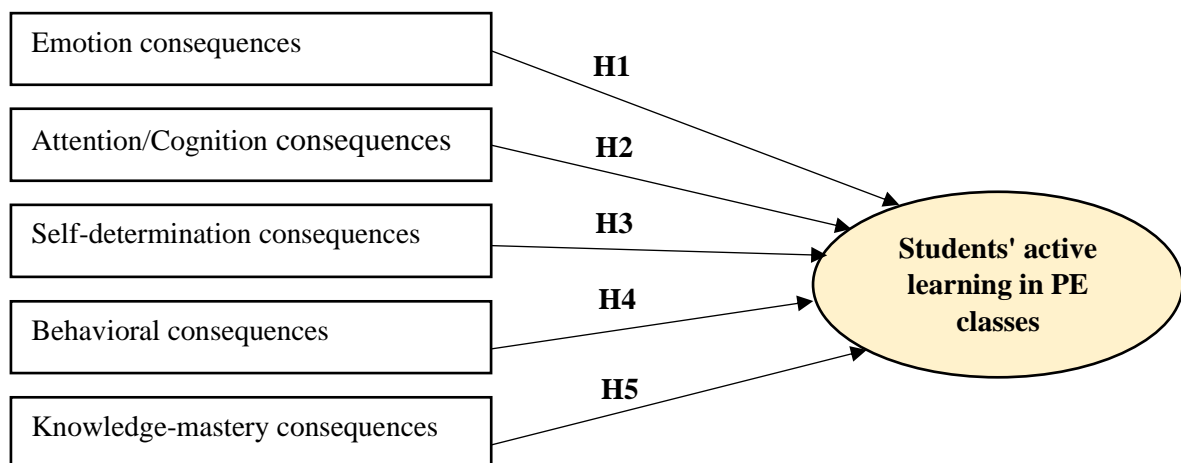 Emotion consequences
H1
Attention/Cognition consequences
H2
Self-determination consequences
H3
Behavioral consequences
H4
Knowledge-mastery consequences
H5
Students' active
learning in PE
classes